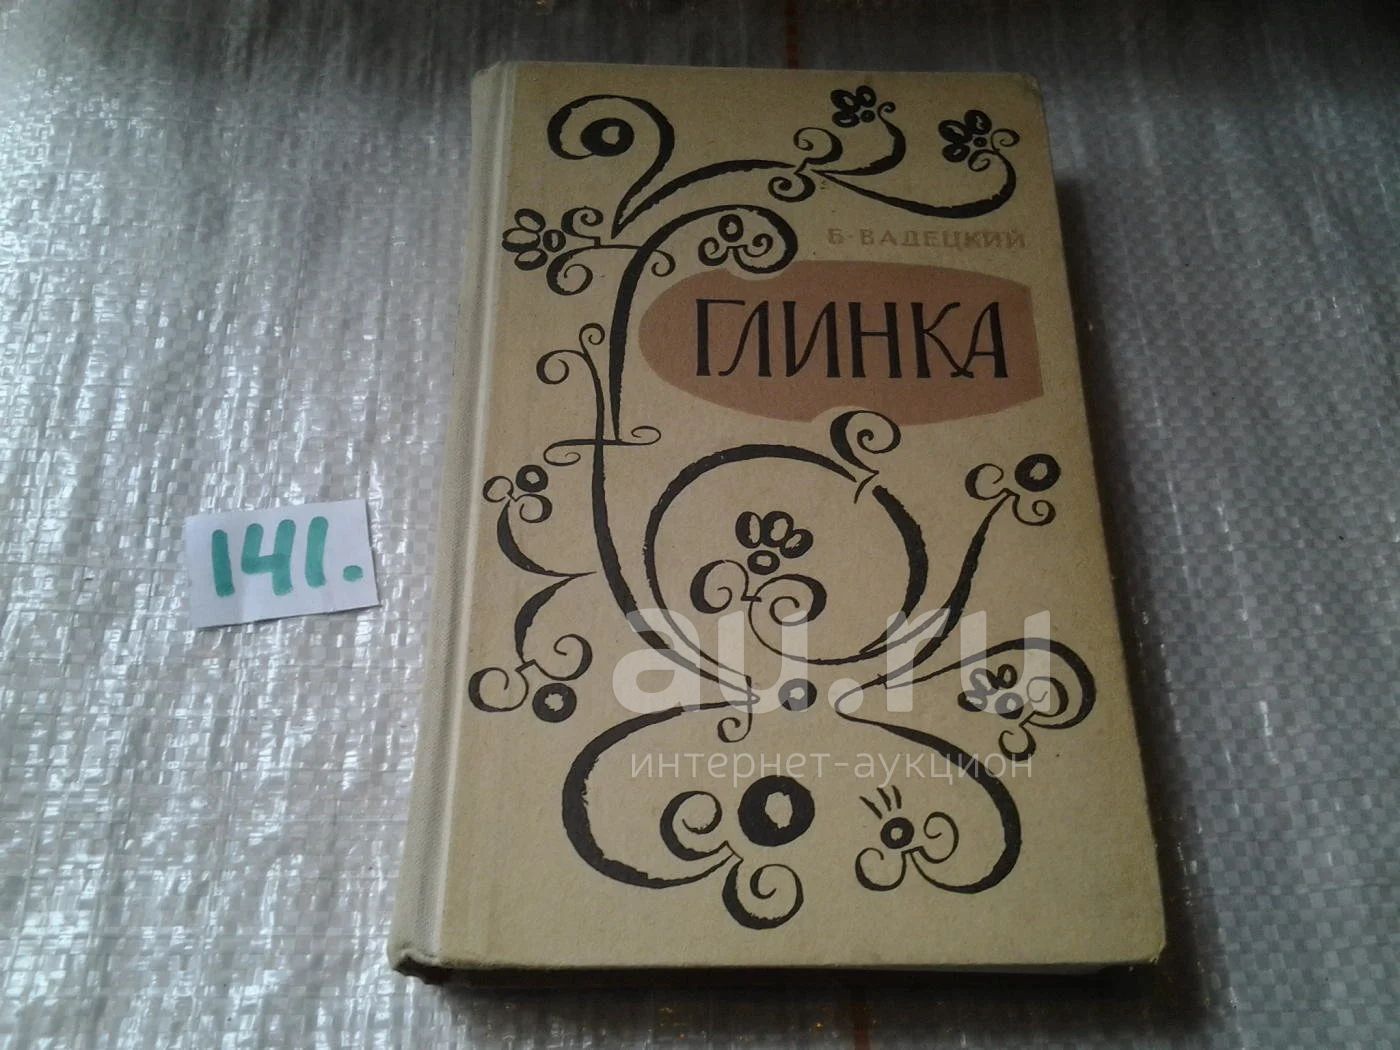 Б·ВАДЕЦКИЙ
ГЛИНКА
141.
au.ru
интернет-аукцион